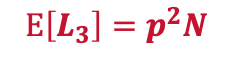 E[L₃] = p²N